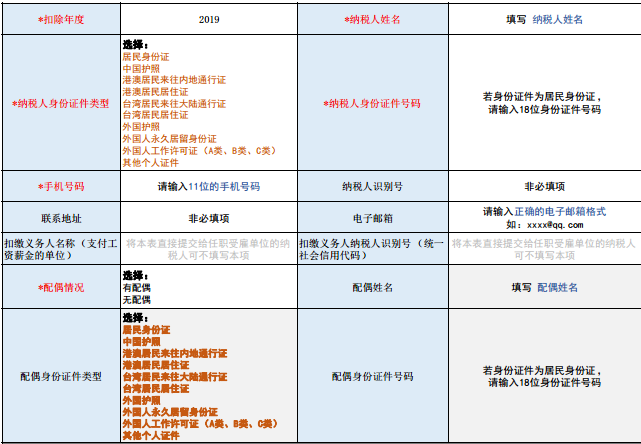 *扣除年度
2019
*纳税人姓名
填写 纳税人姓名
*纳税人身份证件类型
选择：
居民身份证
中国护照
港澳居民来往内地通行证
港澳居民居住证
台湾居民来往大陆通行证
台湾居民居住证
外国护照
外国人永久居留身份证
外国人工作许可证（A类、B类、C类）
其他个人证件
*纳税人身份证件号码
若身份证件为居民身份证，
请输入18位身份证件号码
*手机号码
请输入11位的手机号码
纳税人识别号
非必填项
联系地址
非必填项
电子邮箱
请输入正确的电子邮箱格式
如：xxxx@qq.com
扣缴义务人名称（支付工
资薪金的单位）
将本表直接提交给任职受雇单位的纳
税人可不填写本项
扣缴义务人纳税人识别号（统一
社会信用代码）
将本表直接提交给任职受雇单位的纳税人
可不填写本项
*配偶情况
选择：
有配偶
无配偶
配偶姓名
填写 配偶姓名
配偶身份证件类型
选择：
居民身份证
中国护照
港澳居民来往内地通行证
港澳居民居住证
台湾居民来往大陆通行证
台湾居民居住证
外国护照
外国人永久居留身份证
外国人工作许可证（A类、B类、C类）
其他个人证件
配偶身份证件号码
若身份证件为居民身份证，
请输入18位身份证件号码